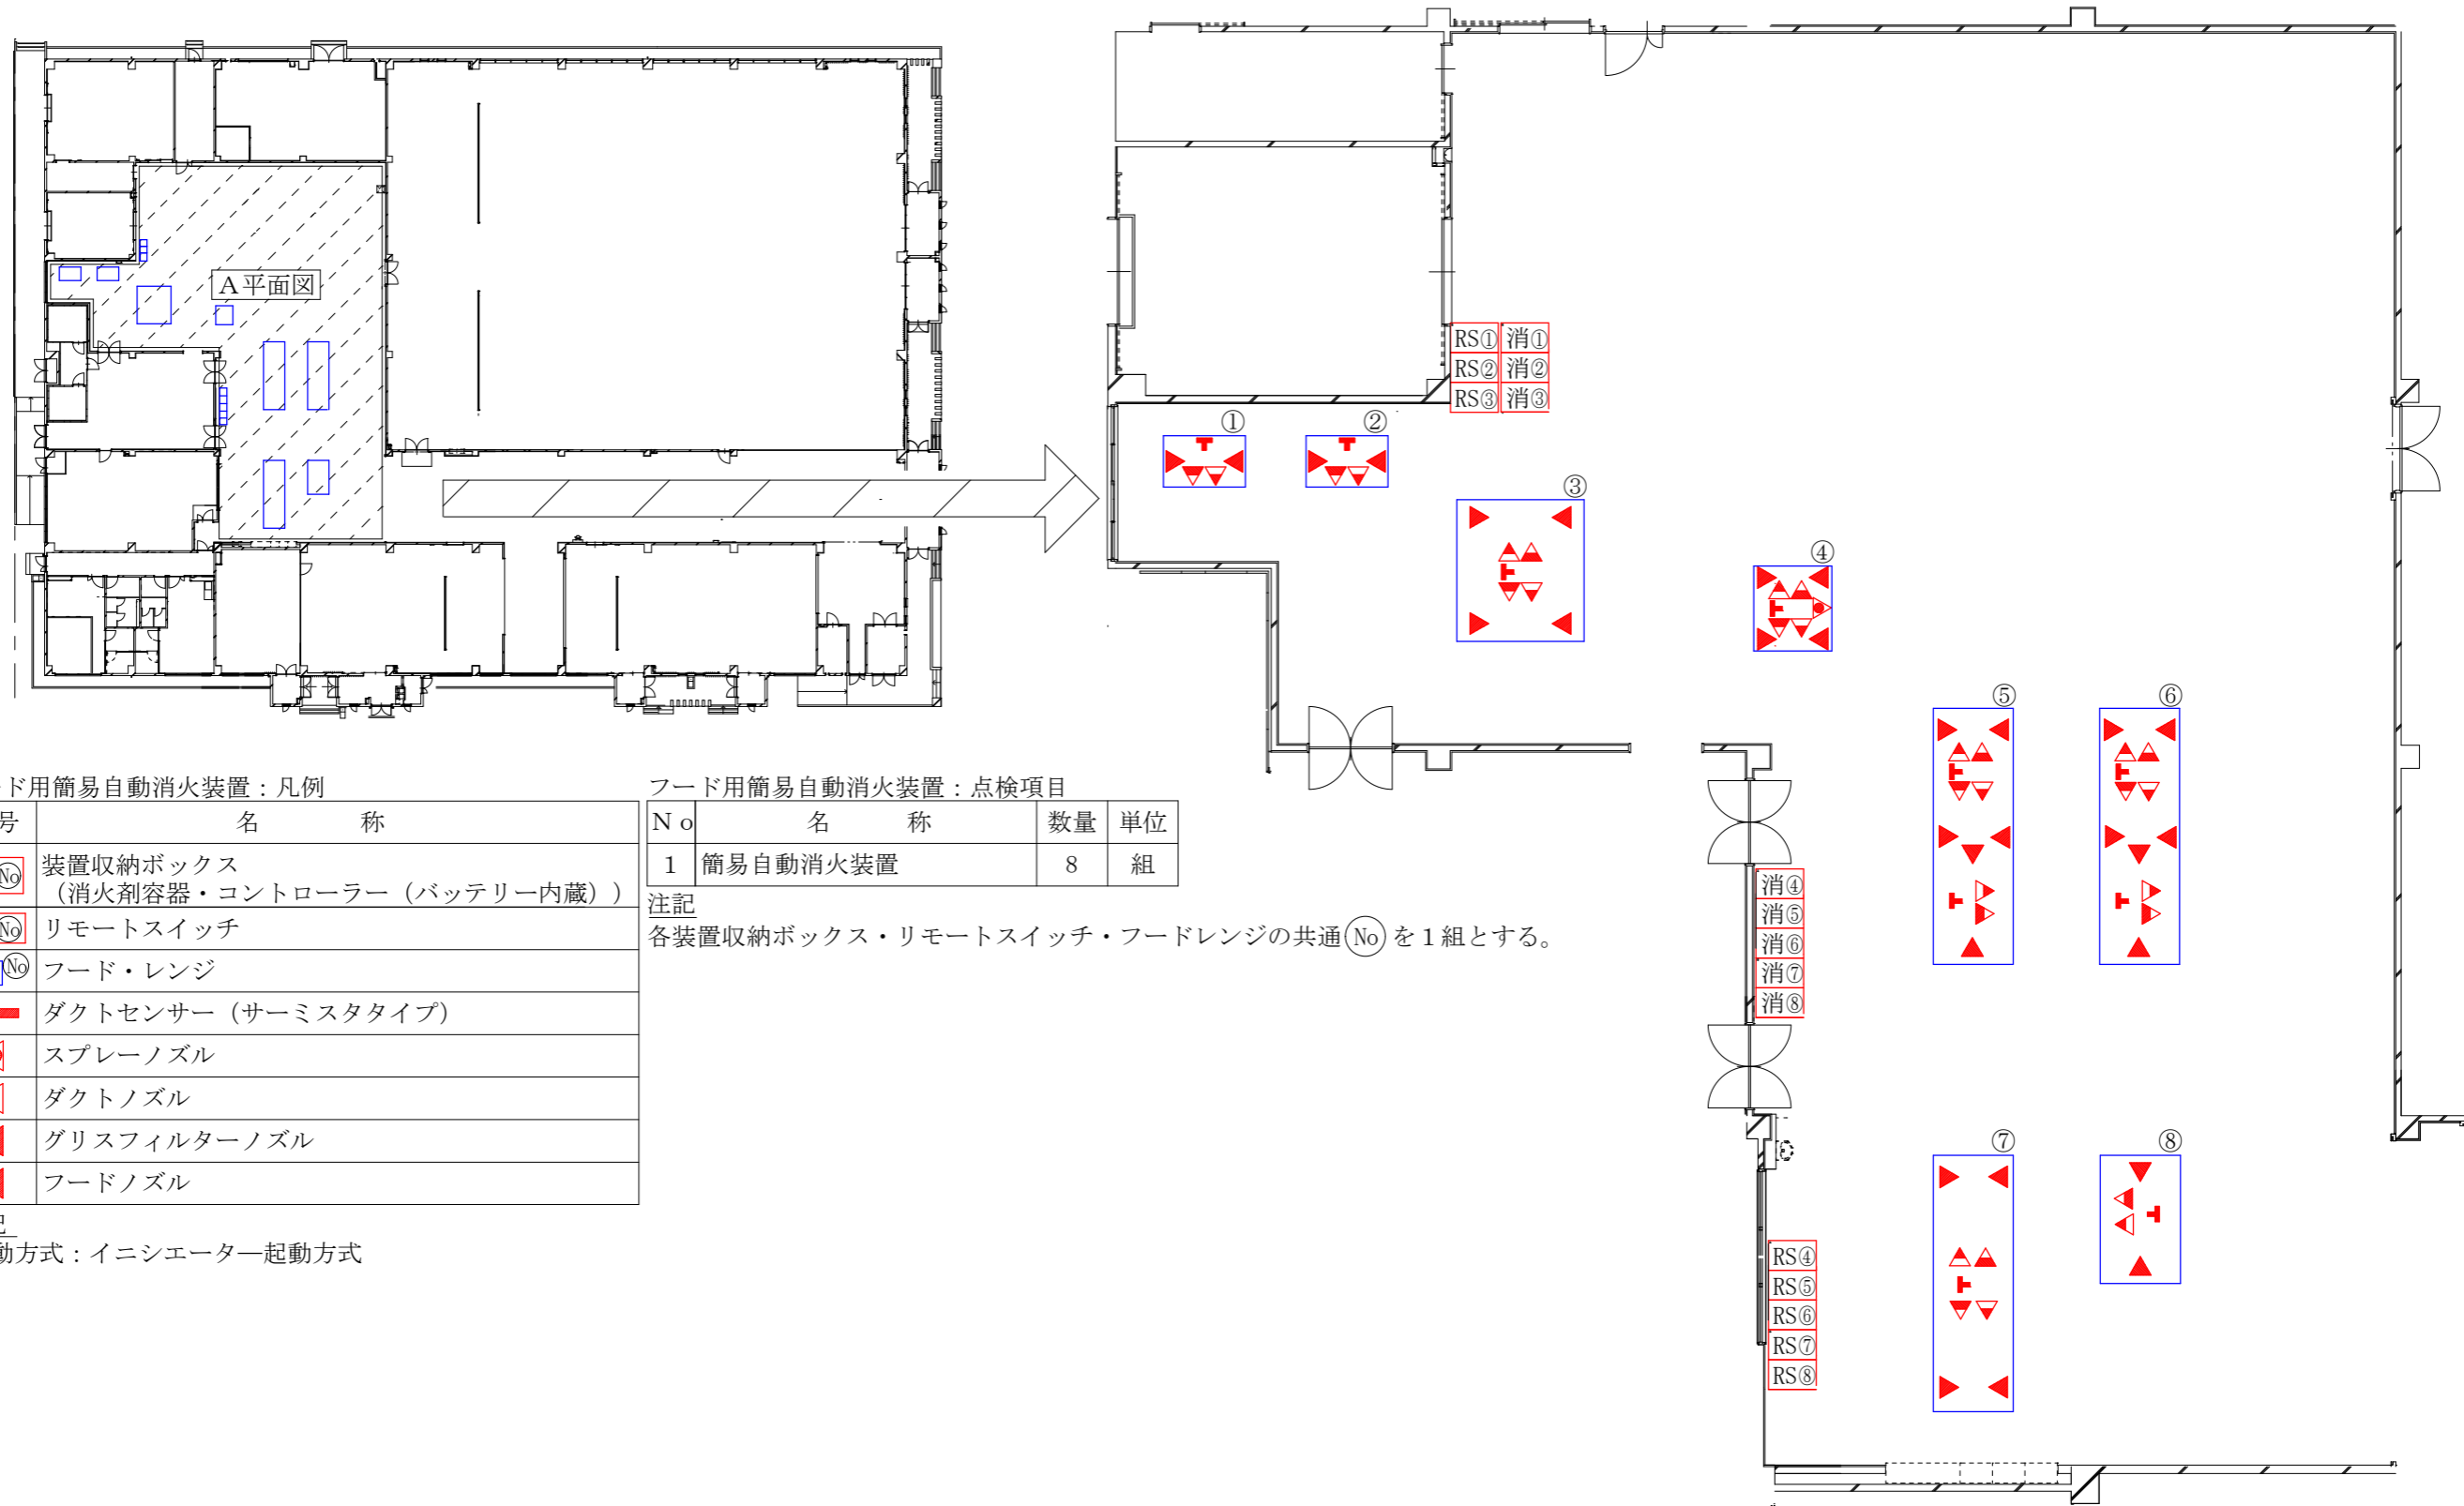 A平面図
RS① 消①
RS② 消②
RS③ 消③
①
②
③
④
⑤
⑥
消④
消⑤
消⑥
消⑦
消⑧
⑦
⑧
RS④
RS⑤
RS⑥
RS⑦
RS⑧
ド用簡易自動消火装置：凡例
号 名 称
No 装置収納ボックス
（消火剤容器・コントローラー（バッテリー内蔵））
No リモートスイッチ
No フード・レンジ
ダクトセンサー（サーミスタタイプ）
スプレーノズル
ダクトノズル
グリスフィルターノズル
フードノズル
動方式：イニシエーター起動方式
フード用簡易自動消火装置：点検項目
No 名 称 数量 単位
1 簡易自動消火装置 8 組
注記
各装置収納ボックス・リモートスイッチ・フードレンジの共通No を１組とする。